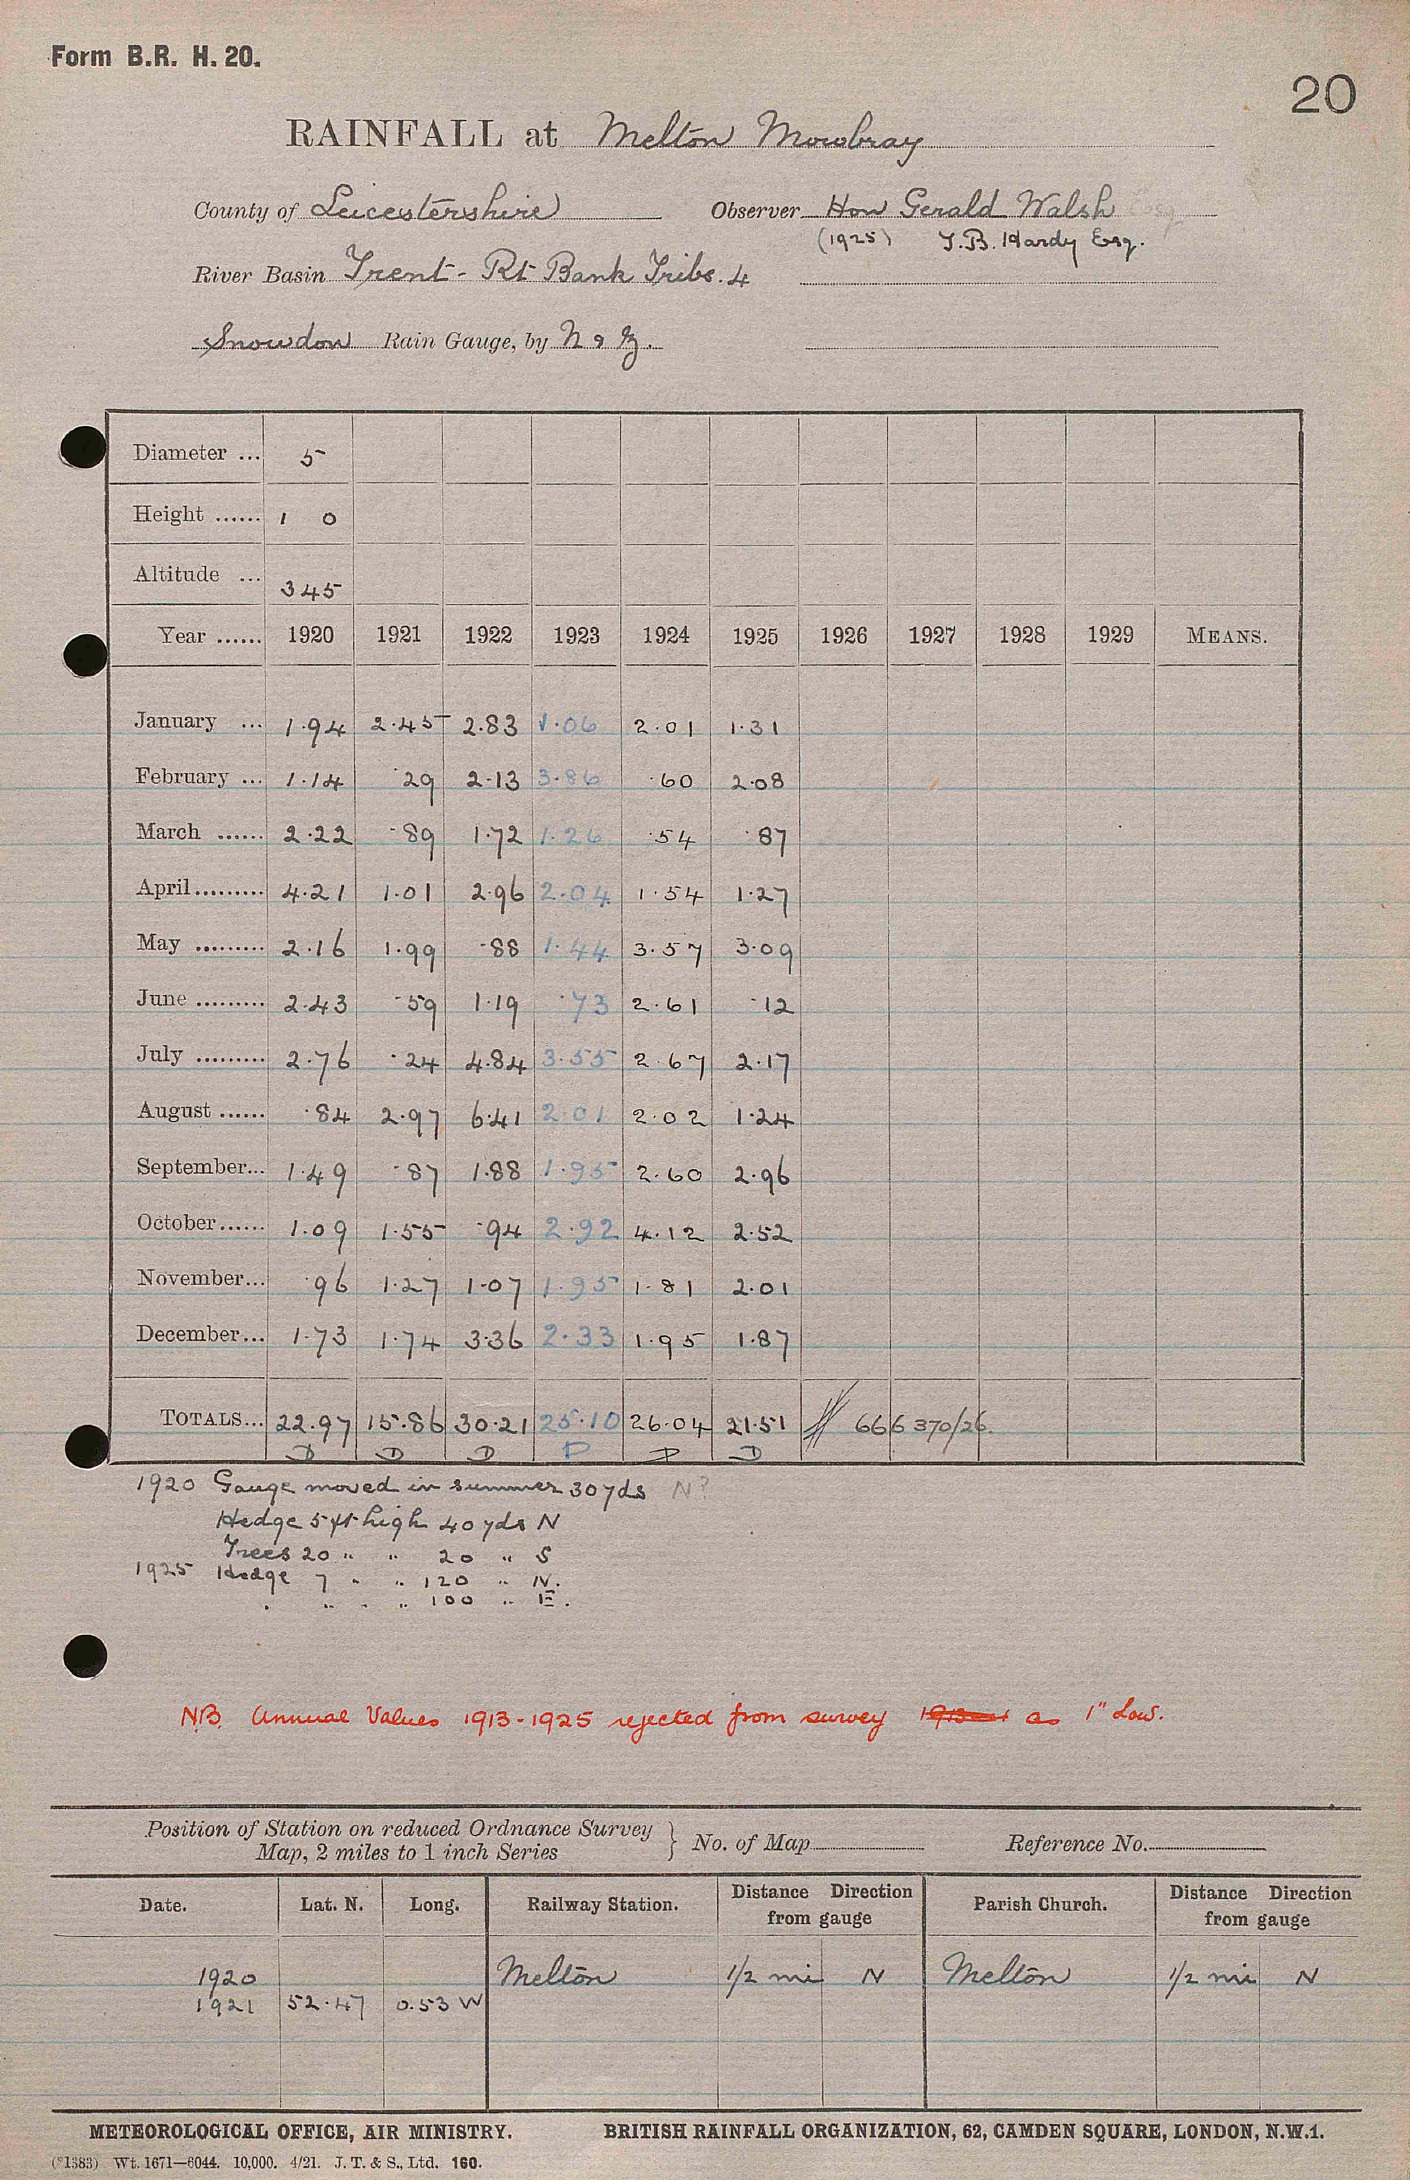 Form B.R. H. 20.
20
RAINFALL at Melton Mowbray
County of Leicestershire Observer Hon Gerald Walsh Esq
(1925) T.B. Hardy Esq.
River Basin Trent - Rt Bank Tribs. 4
Snowdon Rain Gauge, by N & Z.
Diameter ... 5
Height ...... 1 0
Altitude ... 345
Year ...... 1920 1921 1922 1923 1924 1925 1926 1927 1928 1929 MEANS.
January ... 1.94 2.45 2.83 1.06 2.01 1.31
February ... 1.14 .29 2.13 3.86 .60 2.08
March ...... 2.22 .89 1.72 1.26 .54 .87
April......... 4.21 1.01 2.96 2.04 1.54 1.27
May ......... 2.16 1.99 .88 1.44 3.57 3.09
June ......... 2.43 .59 1.19 .73 2.61 .12
July ......... 2.76 .24 4.84 3.55 2.67 2.17
August ...... .84 2.97 6.41 2.01 2.02 1.24
September... 1.49 .87 1.88 1.95 2.60 2.96
October...... 1.09 1.55 .94 2.92 4.12 2.52
November... .96 1.27 1.07 1.95 1.81 2.01
December... 1.73 1.74 3.36 2.33 1.95 1.87
TOTALS... 22.97 15.86 30.21 25.10 26.04 21.51 666370/26.
D D D D D D
1920 Gauge moved in summer 30 yds N?
Hedge 5 ft high 40 yds N
Trees 20 " " 20 " S
1925 Hedge 7 " " 120 " N.
" " " " 100 " E.
NB. Annual Values 1913-1925 rejected from survey as 1" low.
Position of Station on reduced Ordnance Survey
Map, 2 miles to 1 inch Series } No. of Map Reference No.
Date. Lat. N. Long. Railway Station. Distance Direction from gauge Parish Church. Distance Direction from gauge
1920 Melton 1/2 mi N Melton 1/2 mi N
1921 52.47 0.53 W
METEOROLOGICAL OFFICE, AIR MINISTRY. BRITISH RAINFALL ORGANIZATION, 62, CAMDEN SQUARE, LONDON, N.W.1.
(*1383) Wt. 1671—6044. 10,000. 4/21. J. T. & S., Ltd. 160.